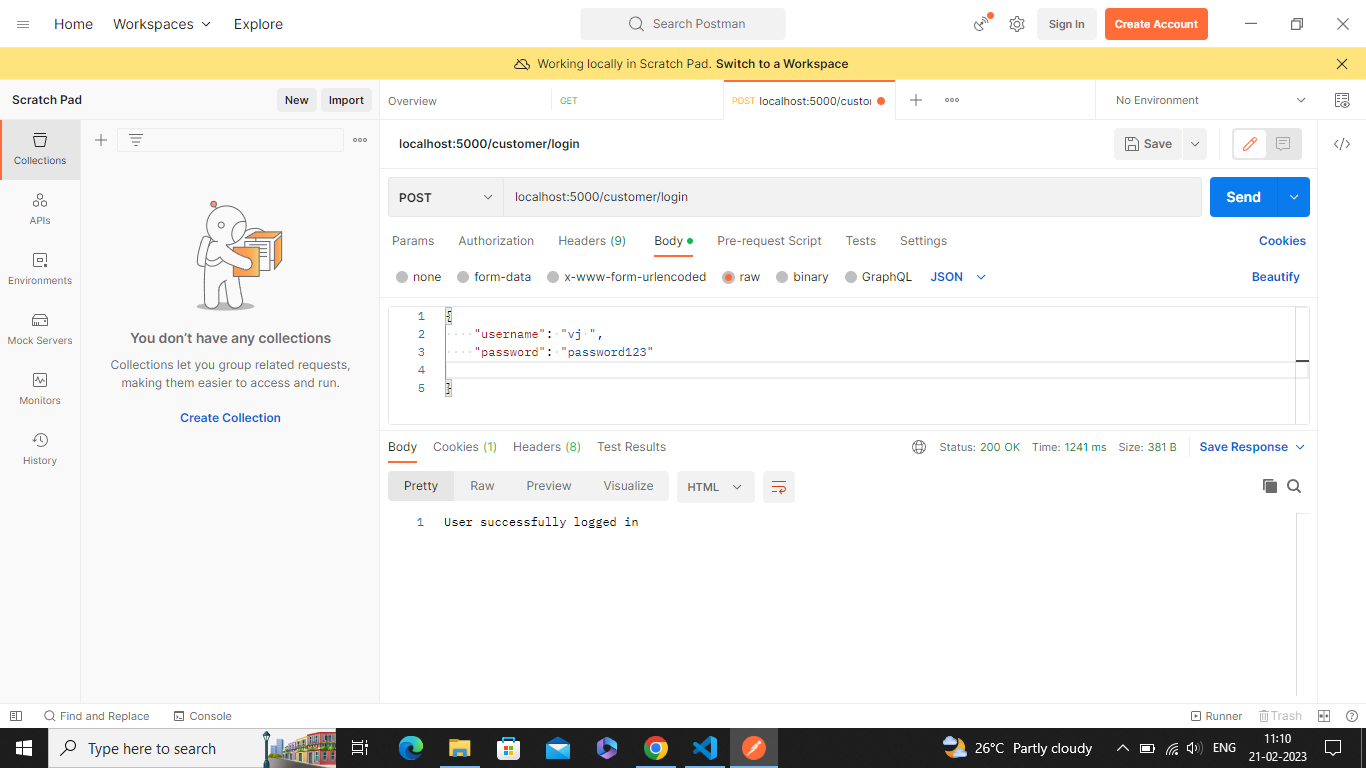 Home Workspaces Explore Search Postman Sign In Create Account
Working locally in Scratch Pad. Switch to a Workspace
Scratch Pad New Import Overview GET POST localhost:5000/custo No Environment
Collections
APIs
Environments
Mock Servers
Monitors
History
You don't have any collections
Collections let you group related requests,
making them easier to access and run.
Create Collection
localhost:5000/customer/login Save
POST localhost:5000/customer/login Send
Params Authorization Headers (9) Body Pre-request Script Tests Settings Cookies
none form-data x-www-form-urlencoded raw binary GraphQL JSON Beautify
1 {
2 "username": "vj ",
3 "password": "password123"
4
5 }
Body Cookies (1) Headers (8) Test Results Status: 200 OK Time: 1241 ms Size: 381 B Save Response
Pretty Raw Preview Visualize HTML
1 User successfully logged in
Find and Replace Console Runner Trash
Type here to search 26°C Partly cloudy ENG 11:10
21-02-2023